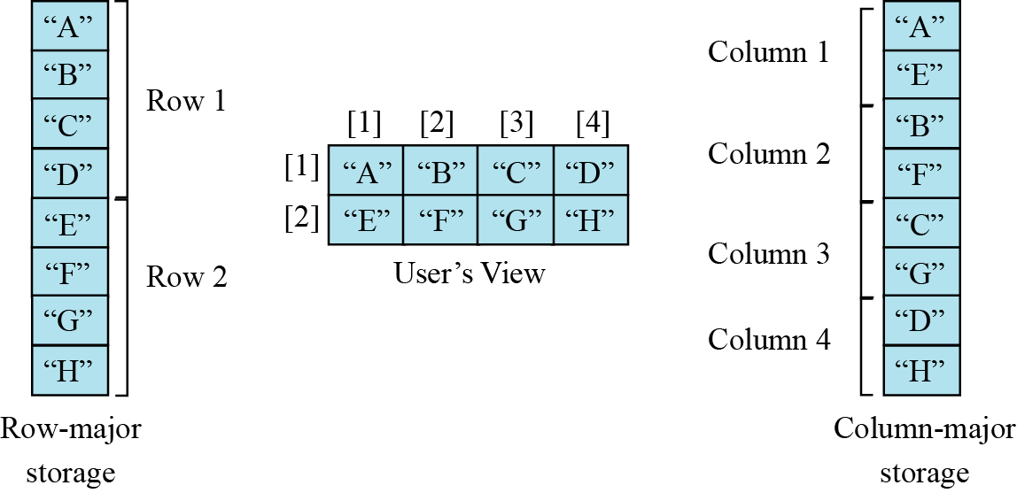 “A”
“B”
“C”
“D”
“E”
“F”
“G”
“H”
Row 1
Row 2
Row-major
storage
[1] [2] [3] [4]
[1] “A” “B” “C” “D”
[2] “E” “F” “G” “H”
User’s View
Column 1
Column 2
Column 3
Column 4
“A”
“E”
“B”
“F”
“C”
“G”
“D”
“H”
Column-major
storage